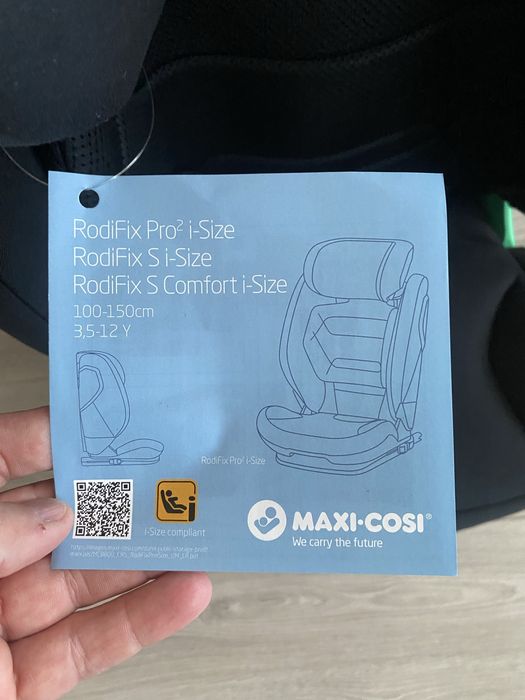 RodiFix Pro² i-Size
RodiFix S i-Size
RodiFix S Comfort i-Size
100-150cm
3,5-12 Y
RodiFix Pro² i-Size
i-Size compliant
MAXI-COSI®
We carry the future